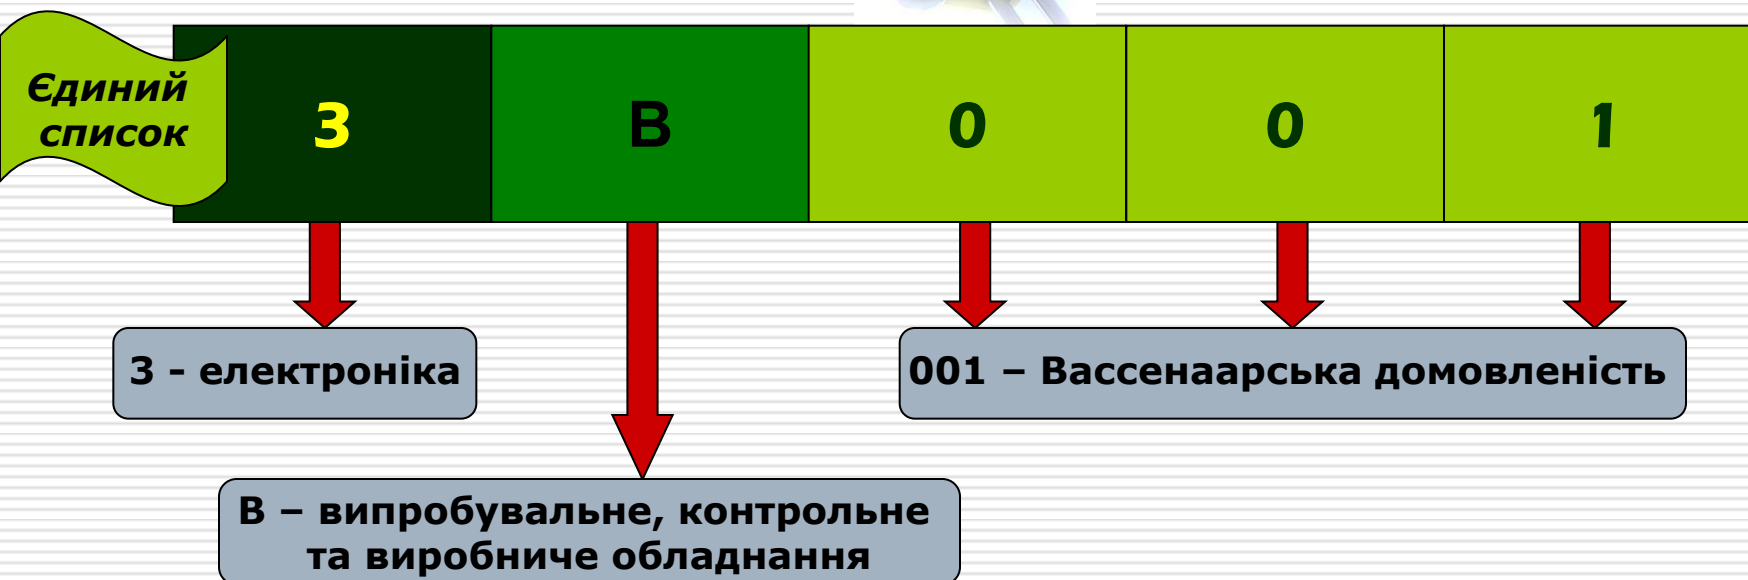 Єдиний
список
3
В
0
0
1
3 - електроніка
001 – Вассенаарська домовленість
В – випробувальне, контрольне
та виробниче обладнання